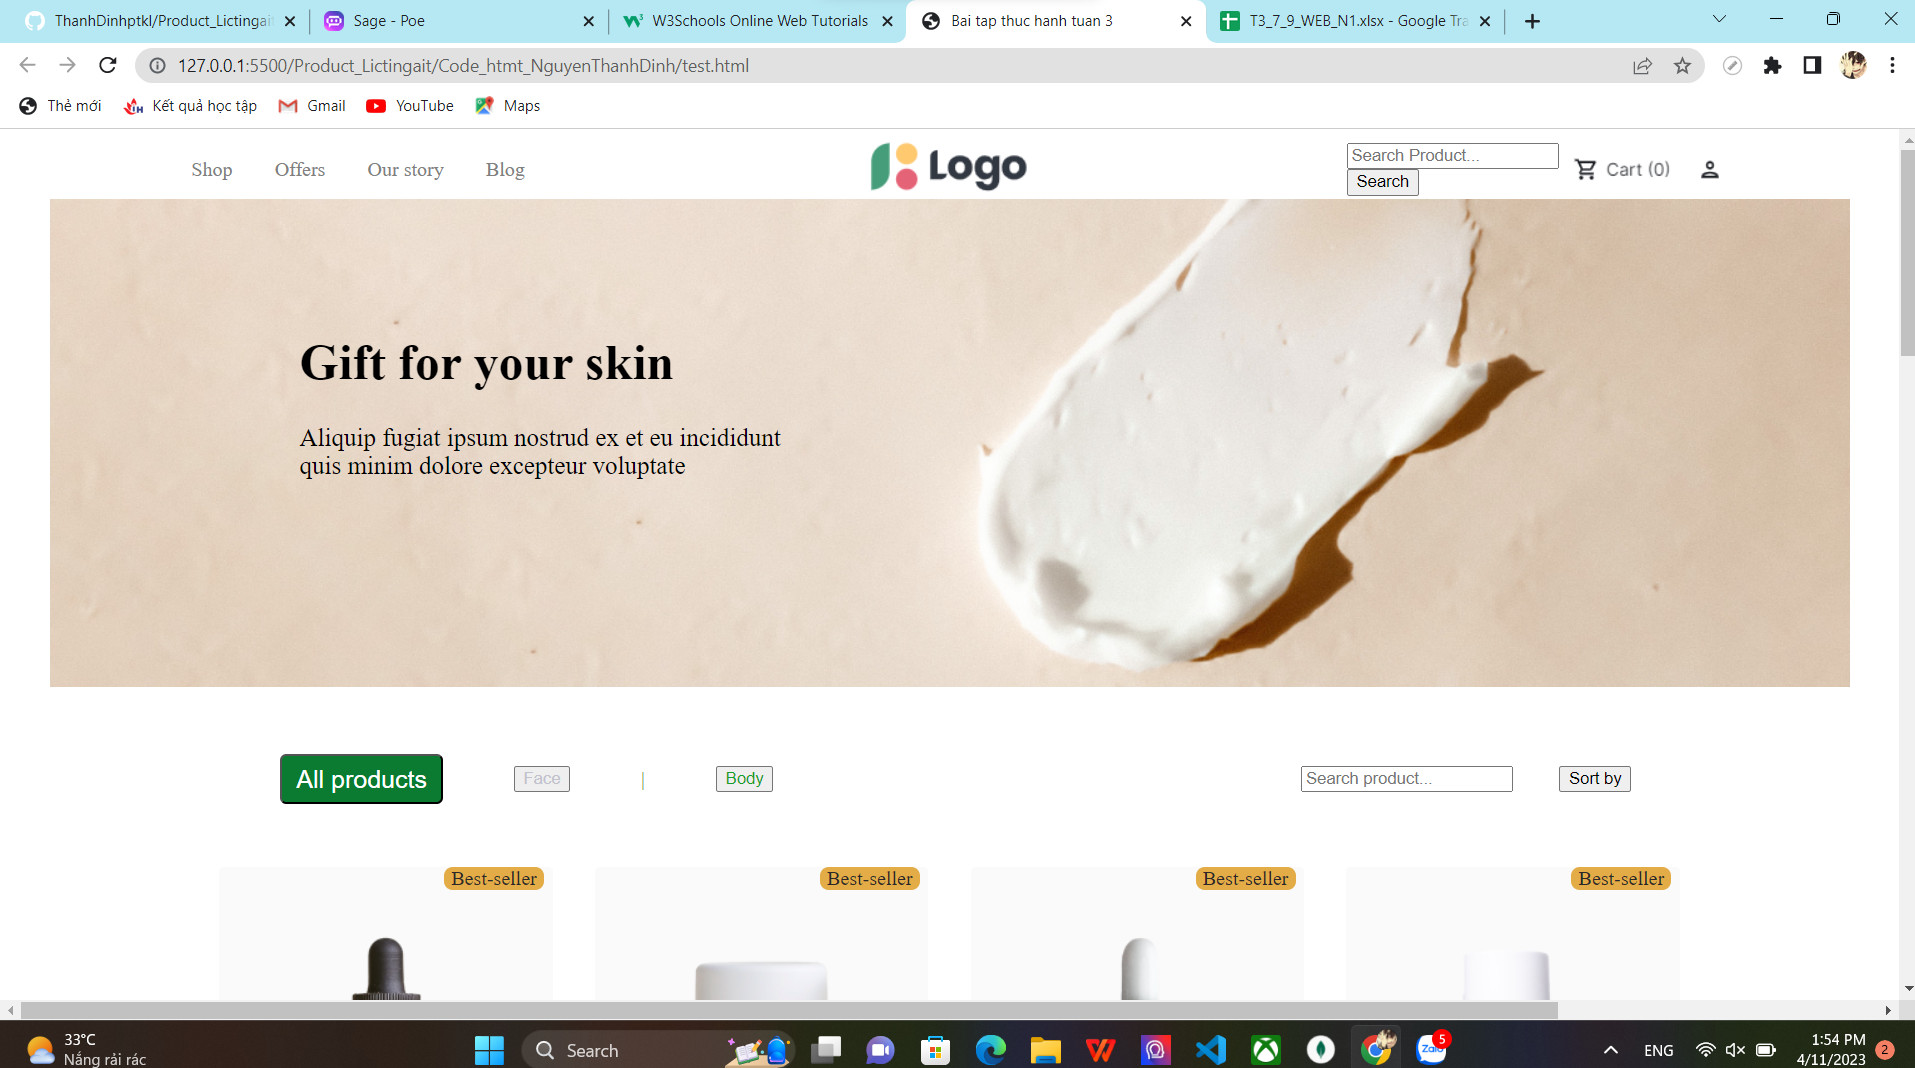 ThanhDinhptkl/Product_Lictingai
Sage - Poe
W3Schools Online Web Tutorials
Bai tap thuc hanh tuan 3
T3_7_9_WEB_N1.xlsx - Google Tra
127.0.0.1:5500/Product_Lictingait/Code_htmt_NguyenThanhDinh/test.html
Thẻ mới
Kết quả học tập
Gmail
YouTube
Maps
Shop
Offers
Our story
Blog
Logo
Search Product...
Search
Cart (0)
Gift for your skin
Aliquip fugiat ipsum nostrud ex et eu incididunt
quis minim dolore excepteur voluptate
All products
Face
|
Body
Search product...
Sort by
Best-seller
Best-seller
Best-seller
Best-seller
33°C
Nắng rải rác
Search
Zalo
5
ENG
1:54 PM
4/11/2023
2